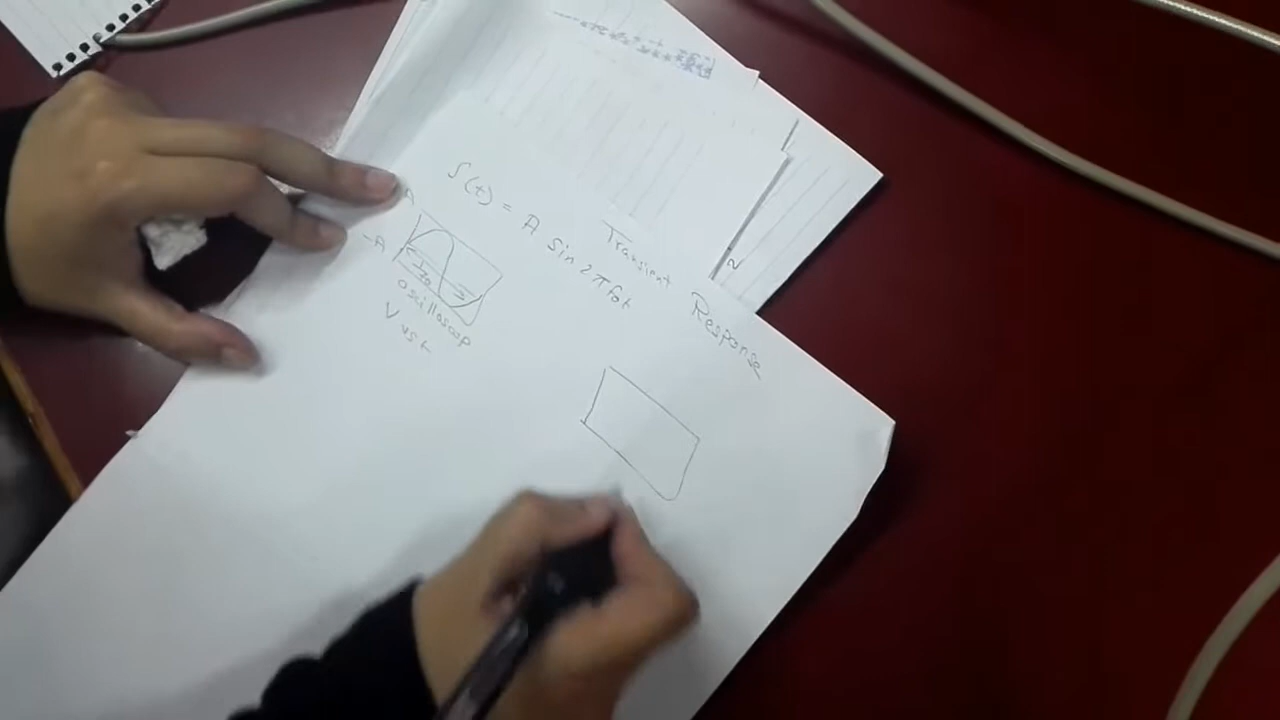 Transient Response
S(t) = A sin 2πfot
A
-A
oscilloscop
V vs t